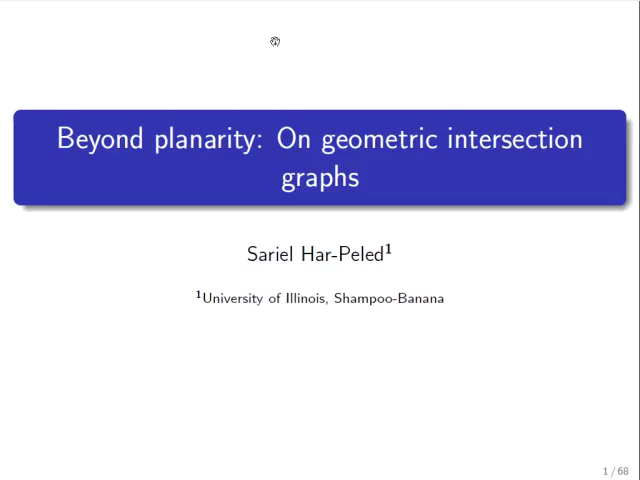 Beyond planarity: On geometric intersection
graphs
Sariel Har-Peled¹
¹University of Illinois, Shampoo-Banana
1 / 68